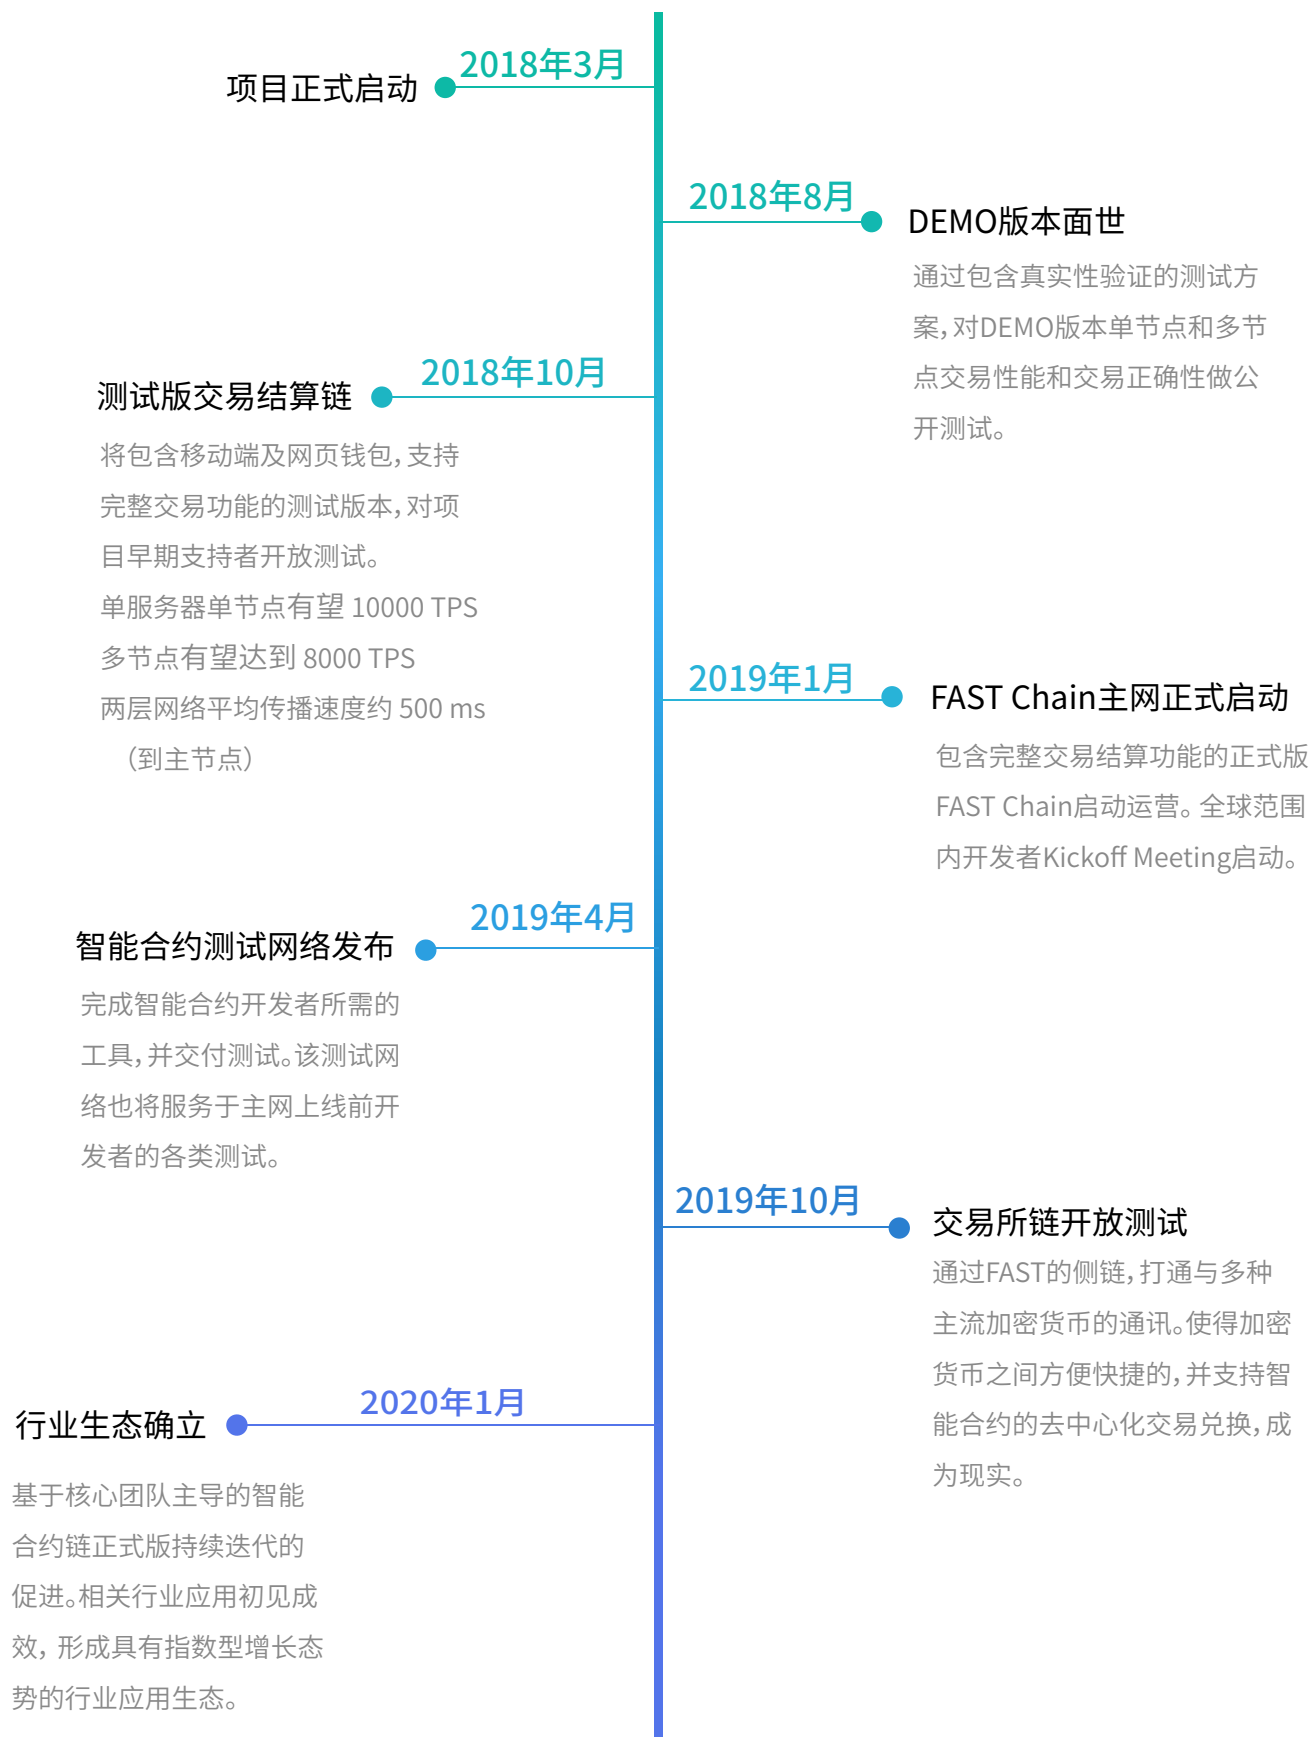 2018年3月
项目正式启动
2018年8月
DEMO版本面世
通过包含真实性验证的测试方
案，对DEMO版本单节点和多节
点交易性能和交易正确性做公
开测试。
2018年10月
测试版交易结算链
将包含移动端及网页钱包，支持
完整交易功能的测试版本，对项
目早期支持者开放测试。
单服务器单节点有望 10000 TPS
多节点有望达到 8000 TPS
两层网络平均传播速度约 500 ms
（到主节点）
2019年1月
FAST Chain主网正式启动
包含完整交易结算功能的正式版
FAST Chain启动运营。全球范围
内开发者Kickoff Meeting启动。
2019年4月
智能合约测试网络发布
完成智能合约开发者所需的
工具，并交付测试。该测试网
络也将服务于主网上线前开
发者的各类测试。
2019年10月
交易所链开放测试
通过FAST的侧链，打通与多种
主流加密货币的通讯。使得加密
货币之间方便快捷的，并支持智
能合约的去中心化交易兑换，成
为现实。
2020年1月
行业生态确立
基于核心团队主导的智能
合约链正式版持续迭代的
促进。相关行业应用初见成
效，形成具有指数型增长态
势的行业应用生态。